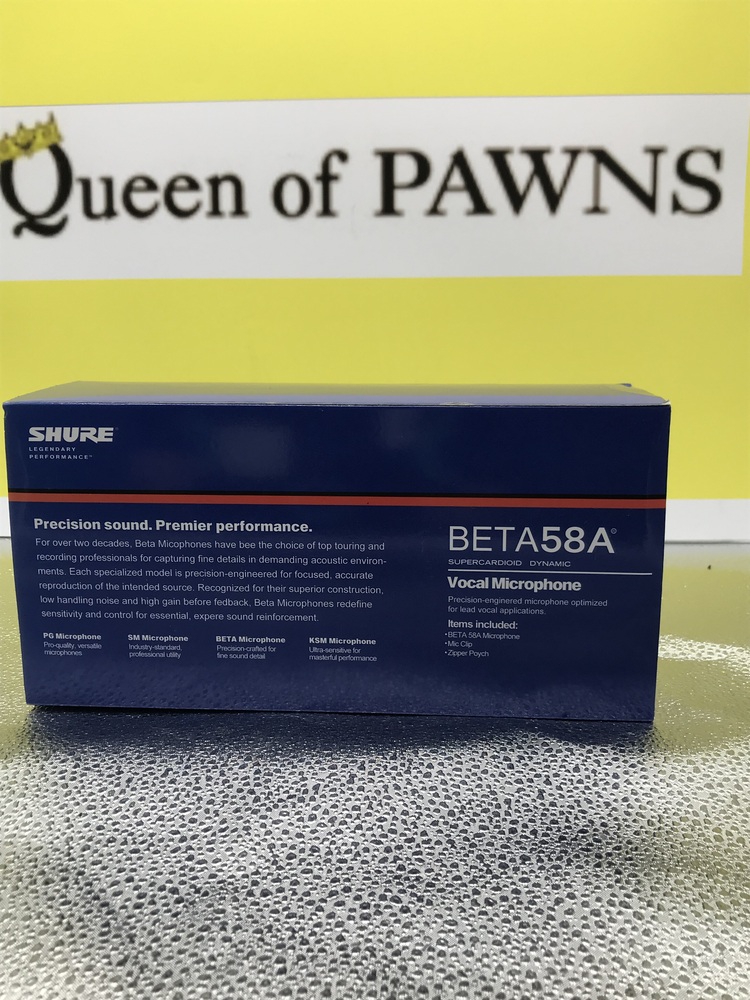 Queen of PAWNS
SHURE®
LEGENDARY
PERFORMANCE™
Precision sound. Premier performance.
For over two decades, Beta Micophones have bee the choice of top touring and
recording professionals for capturing fine details in demanding acoustic environ-
ments. Each specialized model is precision-engineered for focused, accurate
reproduction of the intended source. Recognized for their superior construction,
low handling noise and high gain before fedback, Beta Microphones redefine
sensitivity and control for essential, expere sound reinforcement.
PG Microphone
Pro-quality, versatile
microphones
SM Microphone
Industry-standard,
professional utility
BETA Microphone
Precision-crafted for
fine sound detail
KSM Microphone
Ultra-sensitive for
masterful performance
BETA58A®
SUPERCARDIOID DYNAMIC
Vocal Microphone
Precision-enginered microphone optimized
for lead vocal applications.
Items included:
•BETA 58A Microphone
•Mic Clip
•Zipper Poych